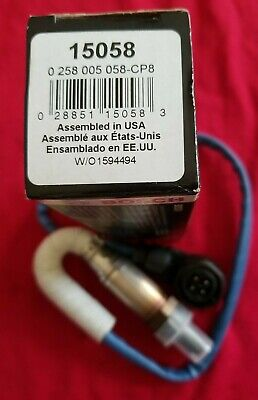 15058
0 258 005 058-CP8
0 28851 15058 3
Assembled in USA
Assemblé aux États-Unis
Ensamblado en EE.UU.
W/O1594494
BOSCH